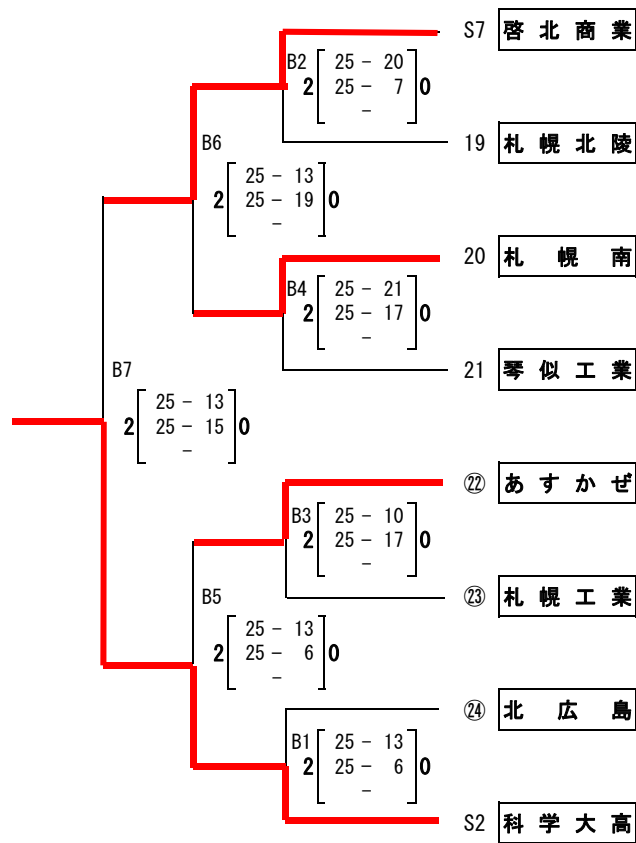 S7 啓北商業
B2
25 - 20
2 25 - 7 0
-
19 札幌北陵
B6
25 - 13
2 25 - 19 0
-
20 札幌南
B4
25 - 21
2 25 - 17 0
-
21 琴似工業
B7
25 - 13
2 25 - 15 0
-
㉒ あすかぜ
B3
25 - 10
2 25 - 17 0
-
㉓ 札幌工業
B5
25 - 13
2 25 - 6 0
-
㉔ 北広島
B1
25 - 13
2 25 - 6 0
-
S2 科学大高